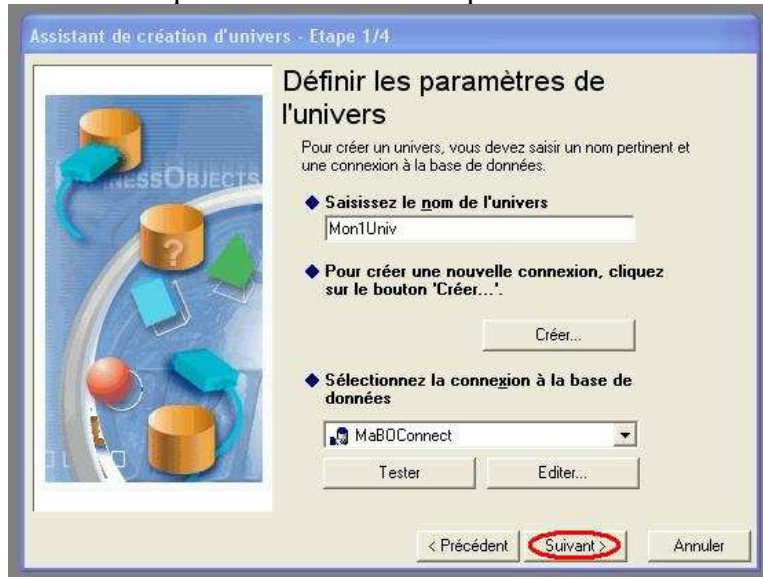 Assistant de création d'univers - Etape 1/4
Définir les paramètres de
l'univers
Pour créer un univers, vous devez saisir un nom pertinent et
une connexion à la base de données.
Saisissez le nom de l'univers
Mon1Univ
Pour créer une nouvelle connexion, cliquez
sur le bouton 'Créer...'.
Créer...
Sélectionnez la connexion à la base de
données
MaBOConnect
Tester
Editer...
< Précédent
Suivant >
Annuler